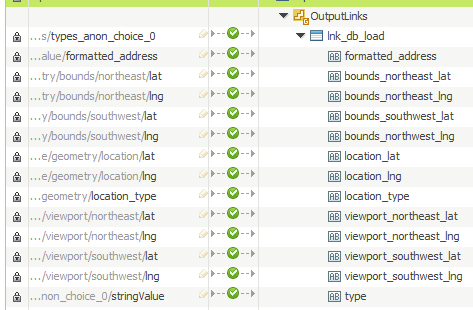 OutputLinks
...s/types_anon_choice_0 lnk_db_load
...alue/formatted_address formatted_address
...try/bounds/northeast/lat bounds_northeast_lat
...try/bounds/northeast/lng bounds_northeast_lng
...y/bounds/southwest/lat bounds_southwest_lat
...y/bounds/southwest/lng bounds_northwest_lng
...e/geometry/location/lat location_lat
...e/geometry/location/lng location_lng
...geometry/location_type location_type
.../viewport/northeast/lat viewport_northeast_lat
.../viewport/northeast/lng viewport_northeast_lng
.../viewport/southwest/lat viewport_southwest_lat
.../viewport/southwest/lng viewport_southwest_lng
...non_choice_0/stringValue type